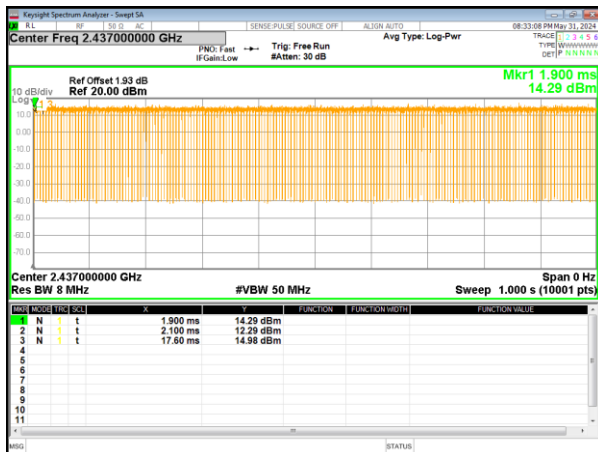 Keysight Spectrum Analyzer - Swept SA
RL RF 50 Ω AC SENSE:PULSE SOURCE OFF ALIGN AUTO 08:33:08 PM May 31, 2024
Center Freq 2.437000000 GHz
PNO: Fast
IFGain:Low
Trig: Free Run
#Atten: 30 dB
Avg Type: Log-Pwr
TRACE 1 2 3 4 5 6
TYPE WWWWWW
DET P NNNNN
Mkr1 1.900 ms
14.29 dBm
Ref Offset 1.93 dB
10 dB/div Ref 20.00 dBm
Log
10.0
0.00
-10.0
-20.0
-30.0
-40.0
-50.0
-60.0
-70.0
Center 2.437000000 GHz Span 0 Hz
Res BW 8 MHz #VBW 50 MHz Sweep 1.000 s (10001 pts)
MKR MODE TRC SCL X Y FUNCTION FUNCTION WIDTH FUNCTION VALUE
1 N 1 t 1.900 ms 14.29 dBm
2 N 1 t 2.100 ms 12.29 dBm
3 N 1 t 17.60 ms 14.98 dBm
4
5
6
7
8
9
10
11
MSG STATUS